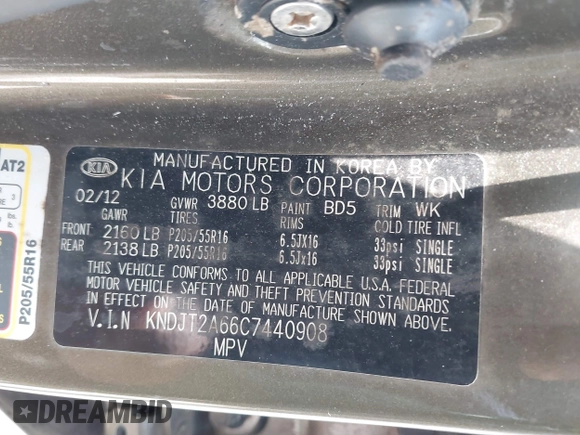 AT2
3
P205/55R16
KIA
MANUFACTURED IN KOREA BY
KIA MOTORS CORPORATION
02/12 GVWR 3880 LB PAINT BD5 TRIM WK
GAWR TIRES RIMS COLD TIRE INFL
FRONT 2160 LB P205/55R16 6.5JX16 33psi SINGLE
REAR 2138 LB P205/55R16 6.5Jx16 33psi SINGLE
THIS VEHICLE CONFORMS TO ALL APPLICABLE U.S.A. FEDERAL
MOTOR VEHICLE SAFETY AND THEFT PREVENTION STANDARDS
IN EFFECT ON THE DATE OF MANUFACTURE SHOWN ABOVE.
V.I.N KNDJT2A66C7440908
MPV
DREAMBID